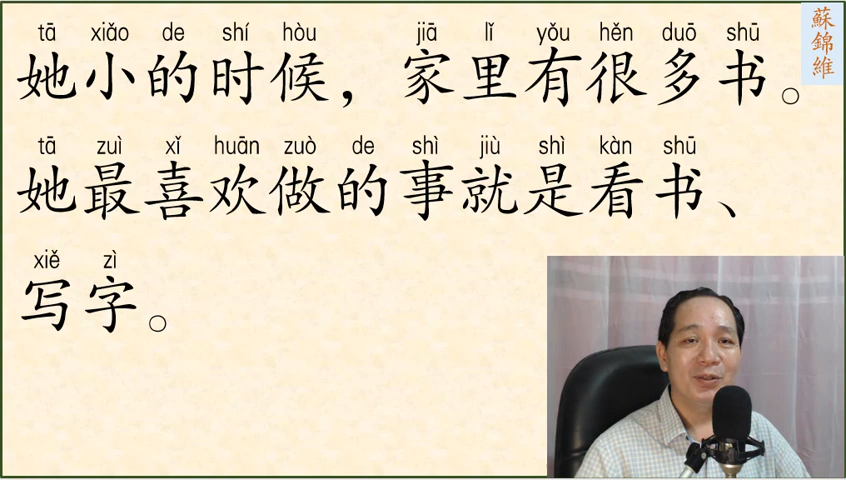 tā xiǎo de shí hòu jiā lǐ yǒu hěn duō shū
她小的时候，家里有很多书。
tā zuì xǐ huān zuò de shì jiù shì kàn shū
她最喜欢做的事就是看书、
xiě zì
写字。
蘇錦維